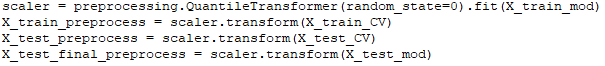 scaler = preprocessing.QuantileTransformer(random_state=0).fit(X_train_mod)
X_train_preprocess = scaler.transform(X_train_CV)
X_test_preprocess = scaler.transform(X_test_CV)
X_test_final_preprocess = scaler.transform(X_test_mod)